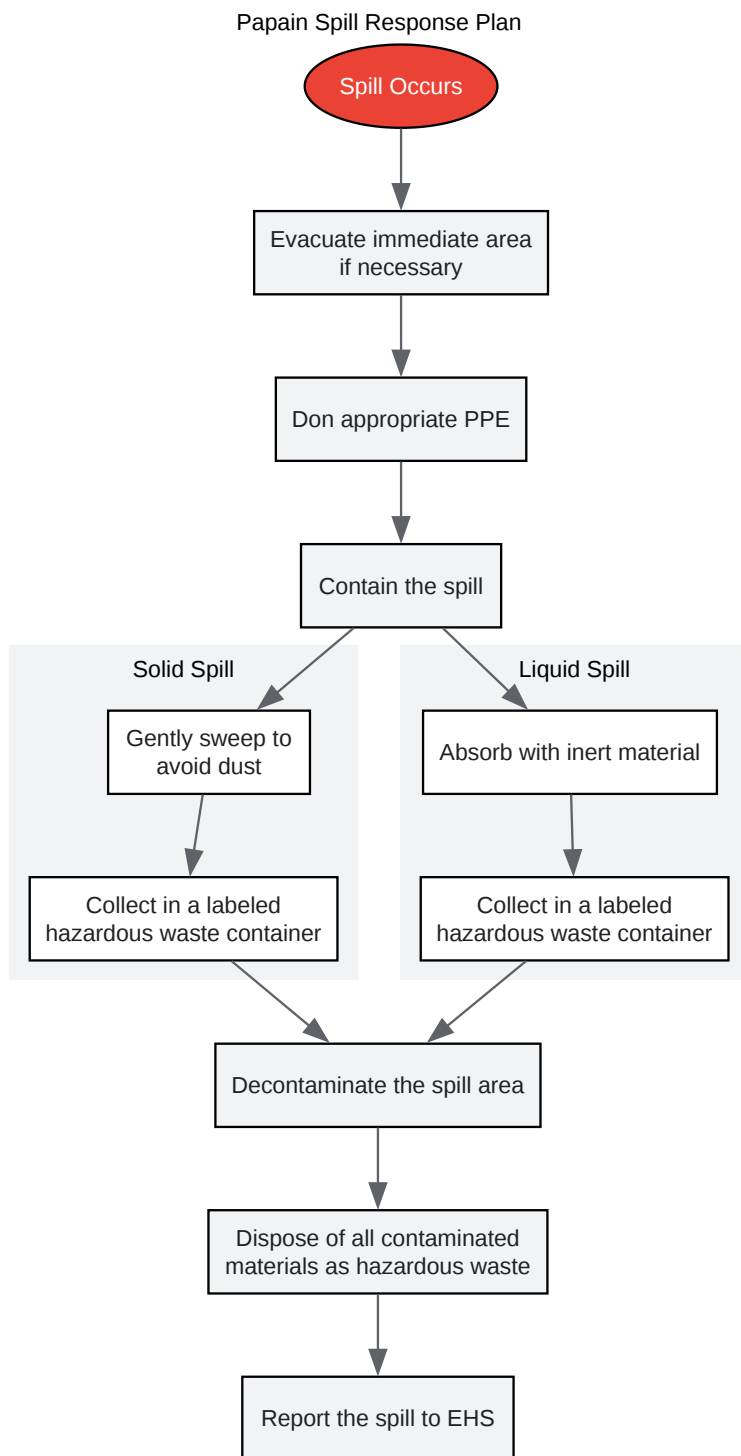 Papain Spill Response Plan
Spill Occurs
Evacuate immediate area
if necessary
Don appropriate PPE
Contain the spill
Solid Spill
Gently sweep to
avoid dust
Collect in a labeled
hazardous waste container
Liquid Spill
Absorb with inert material
Collect in a labeled
hazardous waste container
Decontaminate the spill area
Dispose of all contaminated
materials as hazardous waste
Report the spill to EHS